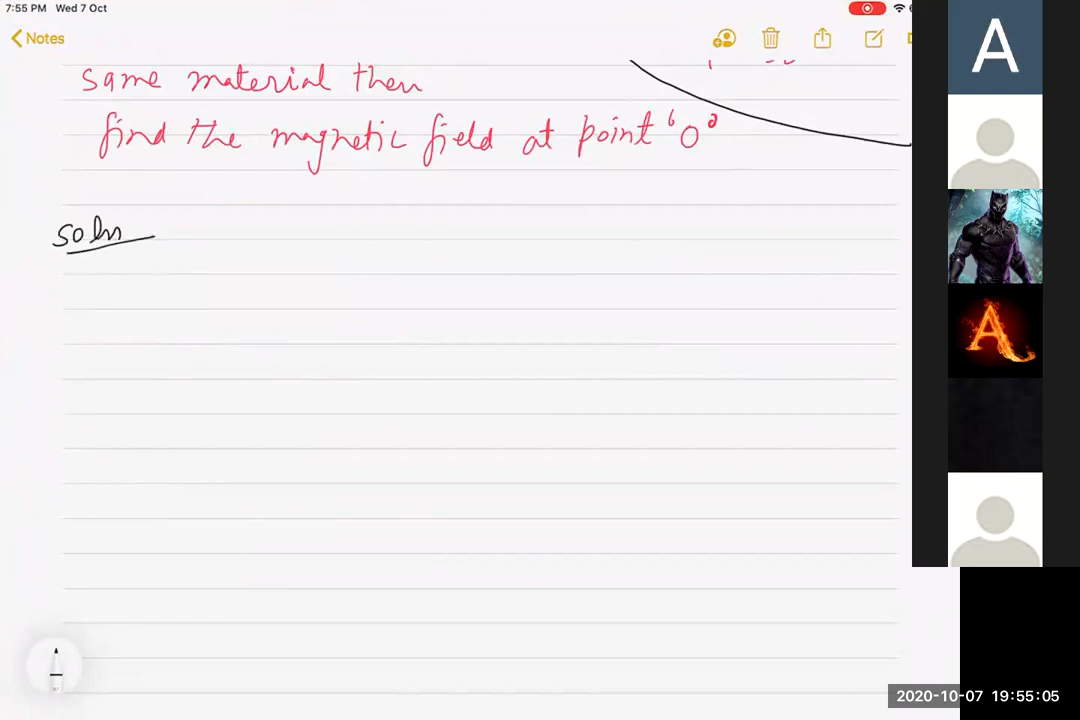 7:55 PM Wed 7 Oct
Notes
same material then
find the magnetic field at point 'O'
Soln
A
A
2020-10-07 19:55:05